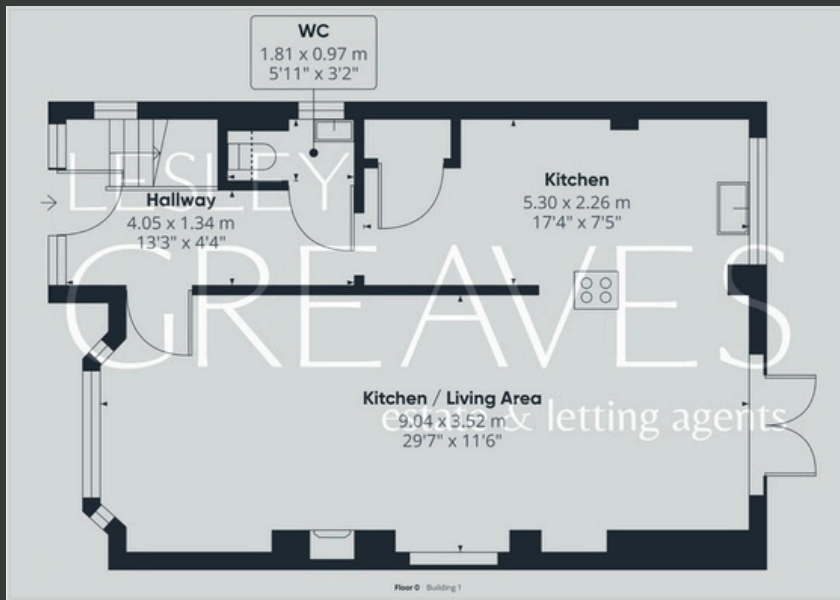 WC
1.81 x 0.97 m
5'11" x 3'2"
LESLEY
Hallway
4.05 x 1.34 m
13'3" x 4'4"
Kitchen
5.30 x 2.26 m
17'4" x 7'5"
GREAVES
Kitchen / Living Area
estate & letting agents
9.04 x 3.52 m
29'7" x 11'6"
Floor 0 Building 1